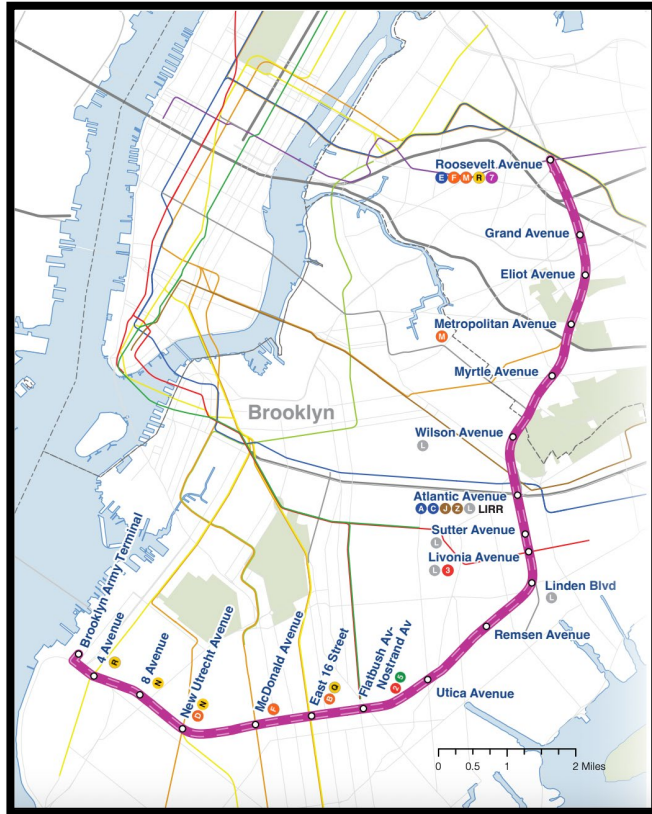 Roosevelt Avenue
E F M R 7
Grand Avenue
Eliot Avenue
Metropolitan Avenue
M
Myrtle Avenue
Brooklyn
Wilson Avenue
L
Atlantic Avenue
A C J Z L LIRR
Sutter Avenue
L
Livonia Avenue
L 3
Linden Blvd
L
Remsen Avenue
Utica Avenue
Flatbush Av-
Nostrand Av
2 5
East 16 Street
B Q
McDonald Avenue
F
New Utrecht Avenue
D N
8 Avenue
N
4 Avenue
R
Brooklyn Army Terminal
0 0.5 1 2 Miles